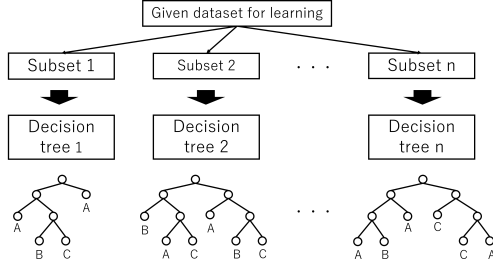 Given dataset for learning
Subset 1
Subset 2
. . .
Subset n
Decision
tree 1
Decision
tree 2
Decision
tree n
A
A
B
C
B
A
A
C
B
C
. . .
A
C
A
B
C
A